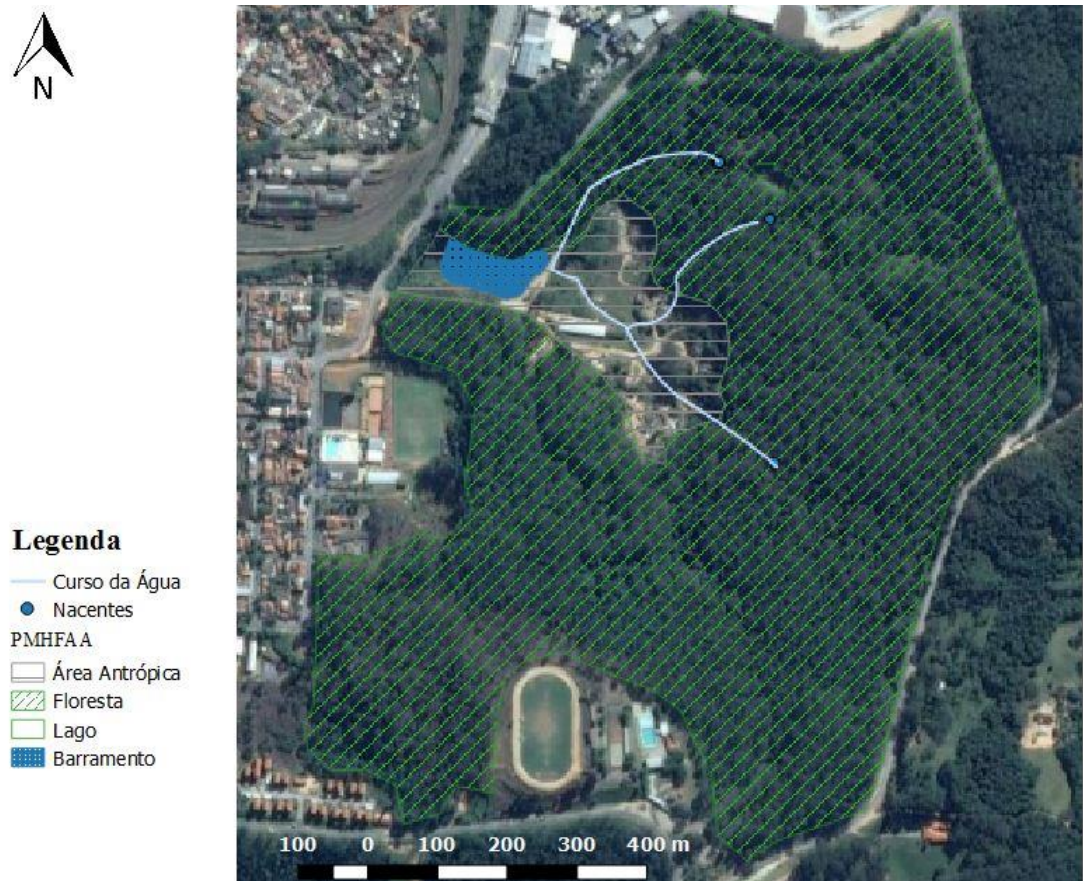 N
Legenda
Curso da Água
Nacentes
PMHFAA
Área Antrópica
Floresta
Lago
Barramento
100 0 100 200 300 400 m